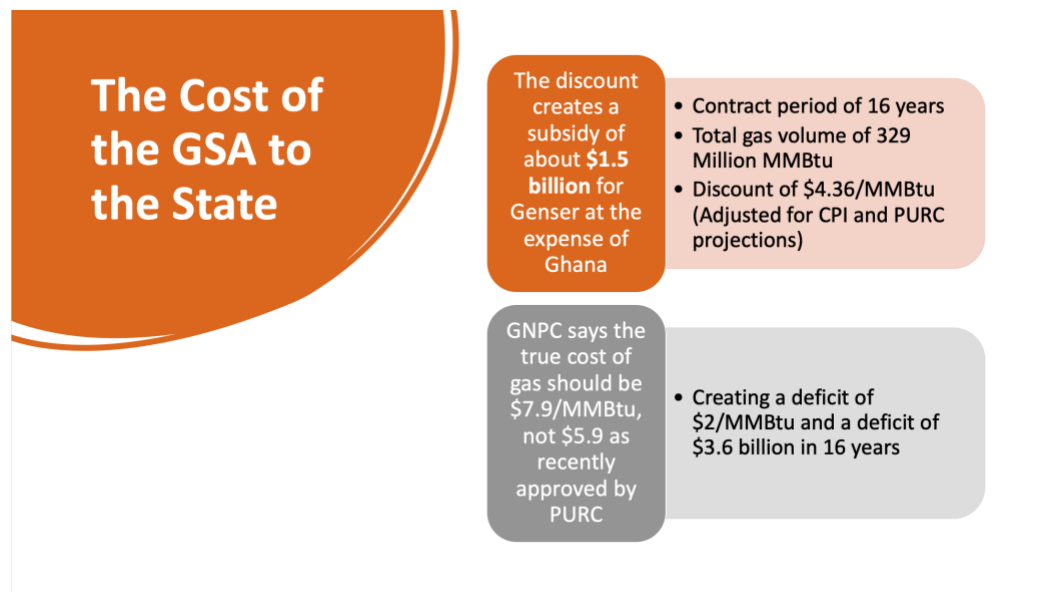 The Cost of
the GSA to
the State
The discount
creates a
subsidy of
about $1.5
billion for
Genser at the
expense of
Ghana
• Contract period of 16 years
• Total gas volume of 329
Million MMBtu
• Discount of $4.36/MMBtu
(Adjusted for CPI and PURC
projections)
GNPC says the
true cost of
gas should be
$7.9/MMBtu,
not $5.9 as
recently
approved by
PURC
• Creating a deficit of
$2/MMBtu and a deficit of
$3.6 billion in 16 years